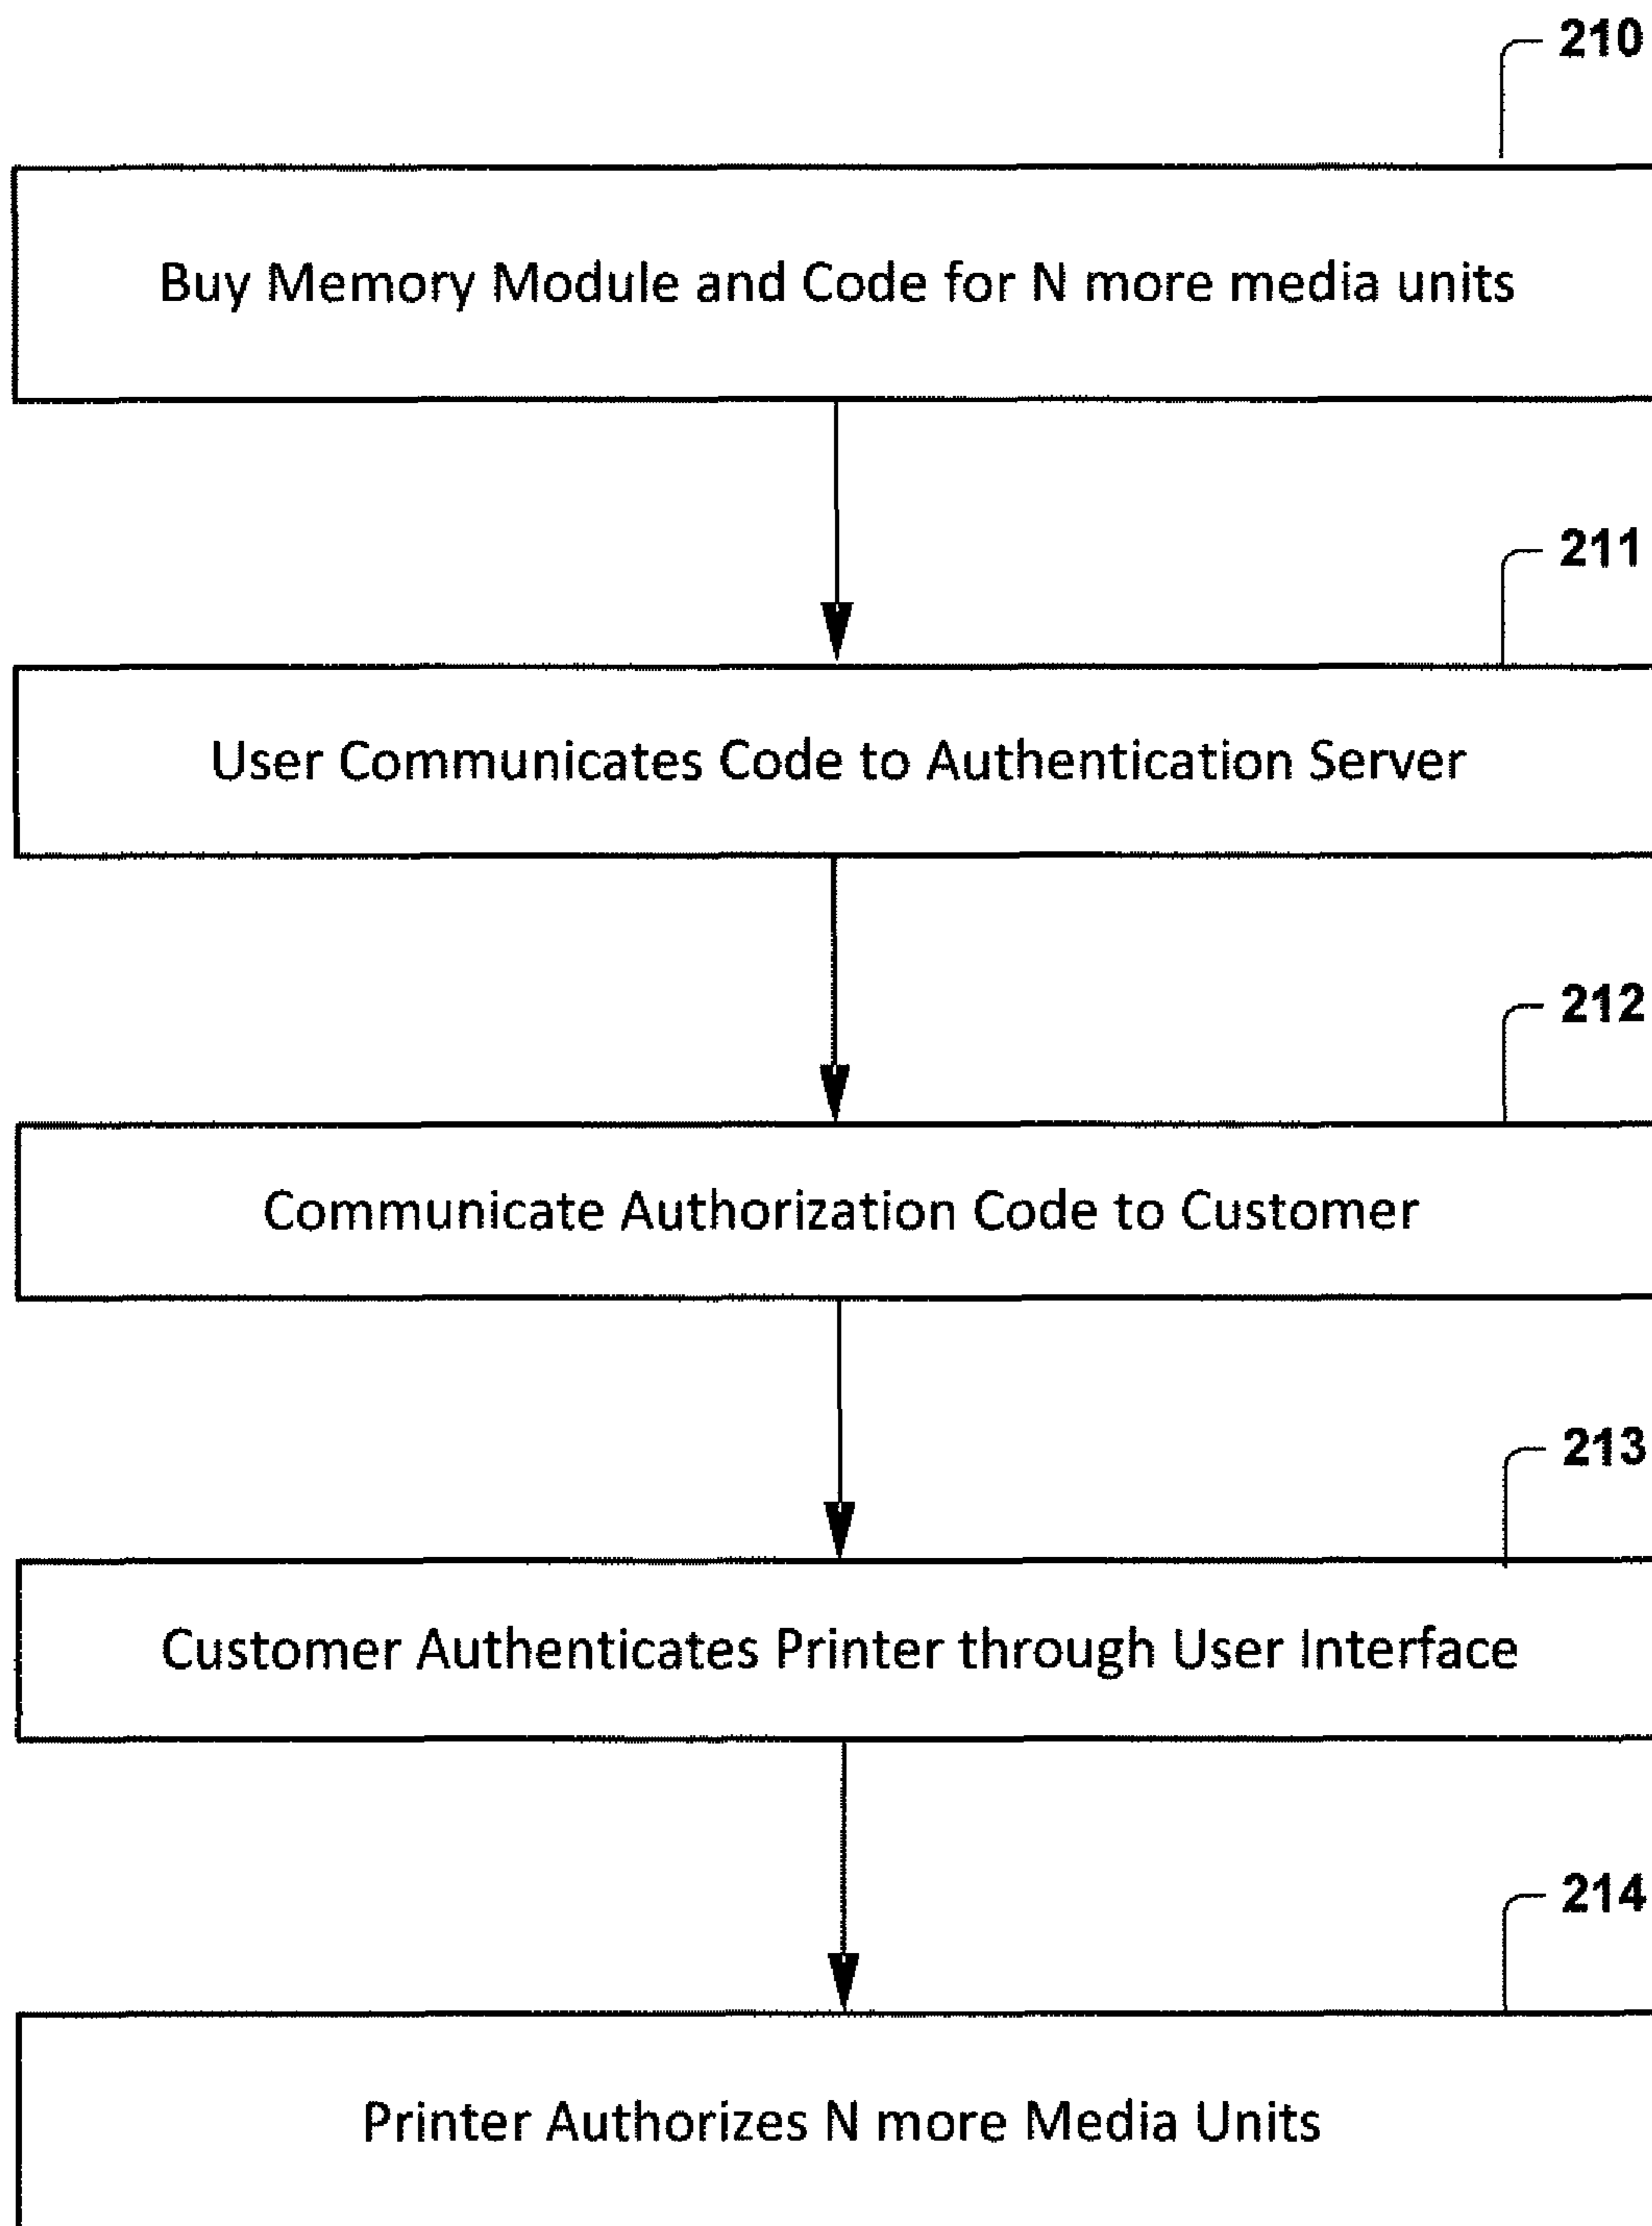 210
Buy Memory Module and Code for N more media units
211
User Communicates Code to Authentication Server
212
Communicate Authorization Code to Customer
213
Customer Authenticates Printer through User Interface
214
Printer Authorizes N more Media Units